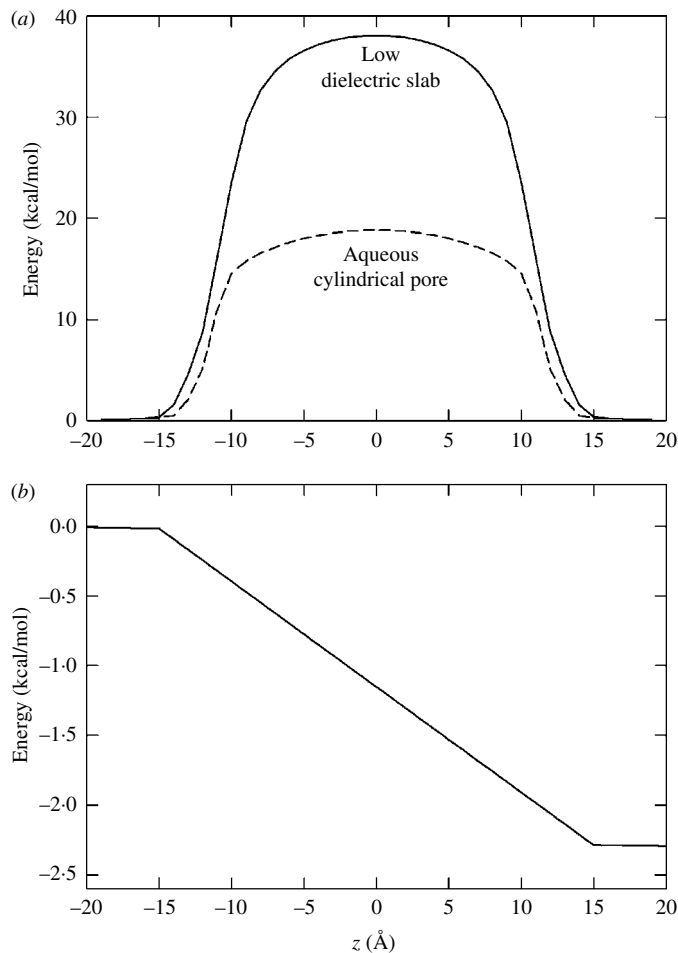 (a)
40
30
20
10
0
Energy (kcal/mol)
Low
dielectric slab
Aqueous
cylindrical pore
−20 −15 −10 −5 0 5 10 15 20
(b)
0·0
−0·5
−1·0
−1·5
−2·0
−2·5
Energy (kcal/mol)
−20 −15 −10 −5 0 5 10 15 20
z (Å)